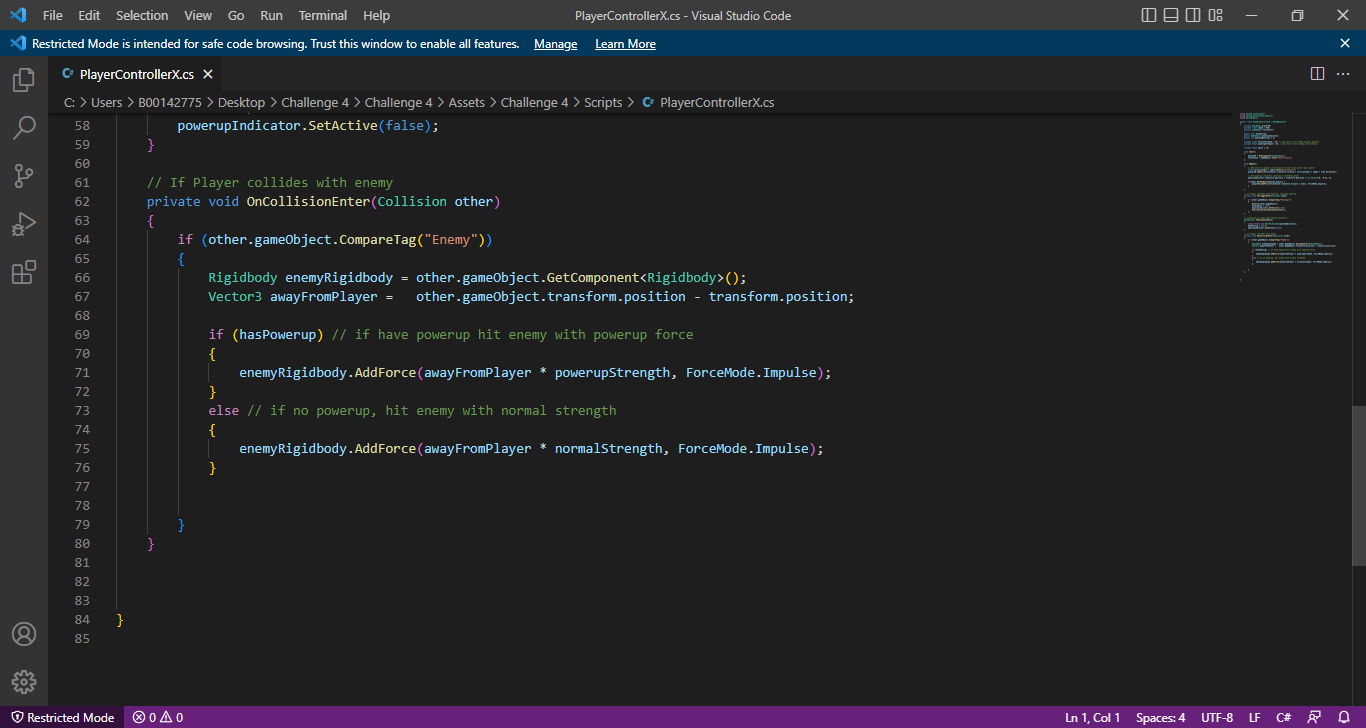 File Edit Selection View Go Run Terminal Help PlayerControllerX.cs - Visual Studio Code
Restricted Mode is intended for safe code browsing. Trust this window to enable all features. Manage Learn More
C# PlayerControllerX.cs
C: > Users > B00142775 > Desktop > Challenge 4 > Challenge 4 > Assets > Challenge 4 > Scripts > C# PlayerControllerX.cs
58 powerupIndicator.SetActive(false);
59 }
60
61 // If Player collides with enemy
62 private void OnCollisionEnter(Collision other)
63 {
64 if (other.gameObject.CompareTag("Enemy"))
65 {
66 Rigidbody enemyRigidbody = other.gameObject.GetComponent<Rigidbody>();
67 Vector3 awayFromPlayer =   other.gameObject.transform.position - transform.position;
68
69 if (hasPowerup) // if have powerup hit enemy with powerup force
70 {
71 enemyRigidbody.AddForce(awayFromPlayer * powerupStrength, ForceMode.Impulse);
72 }
73 else // if no powerup, hit enemy with normal strength
74 {
75 enemyRigidbody.AddForce(awayFromPlayer * normalStrength, ForceMode.Impulse);
76 }
77
78
79 }
80 }
81
82
83
84 }
85
Restricted Mode 0 0 Ln 1, Col 1 Spaces: 4 UTF-8 LF C#